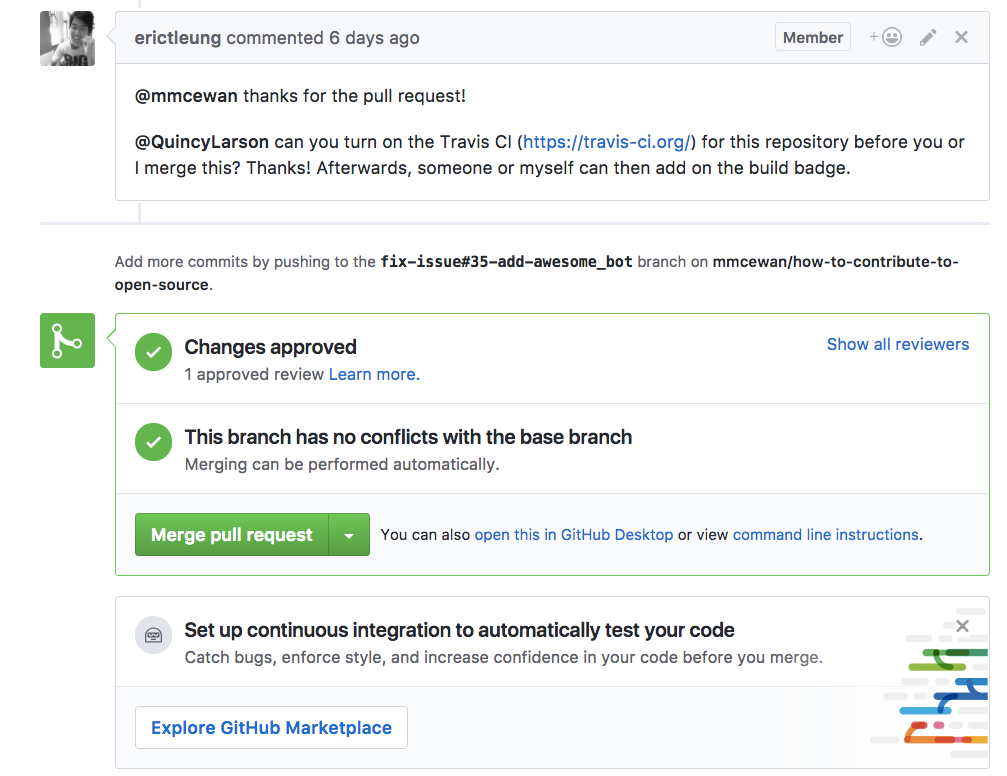 erictleung commented 6 days ago
Member
+
@mmcewan thanks for the pull request!
@QuincyLarson can you turn on the Travis CI (https://travis-ci.org/) for this repository before you or
I merge this? Thanks! Afterwards, someone or myself can then add on the build badge.
Add more commits by pushing to the fix-issue#35-add-awesome_bot branch on mmcewan/how-to-contribute-to-
open-source.
Changes approved
Show all reviewers
1 approved review Learn more.
This branch has no conflicts with the base branch
Merging can be performed automatically.
Merge pull request
You can also open this in GitHub Desktop or view command line instructions.
Set up continuous integration to automatically test your code
Catch bugs, enforce style, and increase confidence in your code before you merge.
Explore GitHub Marketplace